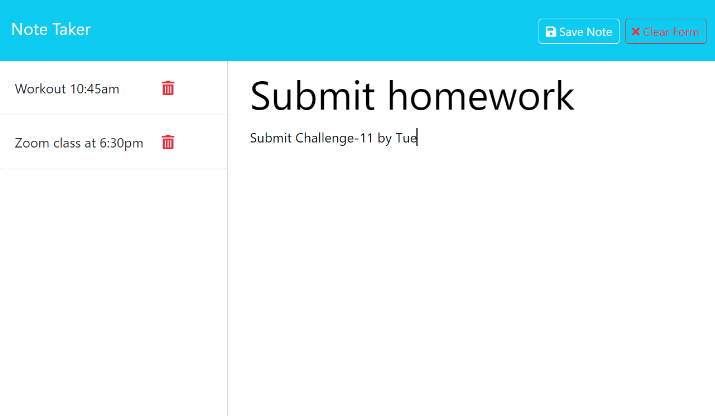 Note Taker
Save Note
Clear Form
Workout 10:45am
Zoom class at 6:30pm
Submit homework
Submit Challenge-11 by Tue